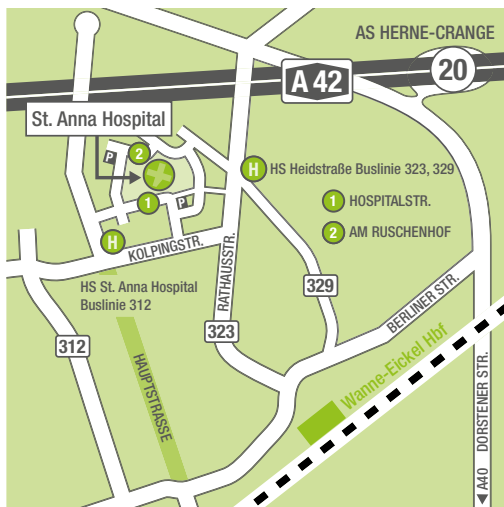 AS HERNE-CRANGE
A 42
20
St. Anna Hospital
2
P
HS Heidstraße Buslinie 323, 329
1
P
1 HOSPITALSTR.
2 AM RUSCHENHOF
H
H
KOLPINGSTR.
HS St. Anna Hospital
Buslinie 312
RATHAUSSTR.
329
BERLINER STR.
323
312
HAUPTSTRASSE
Wanne-Eickel Hbf
DORSTENER STR.
◀ A40